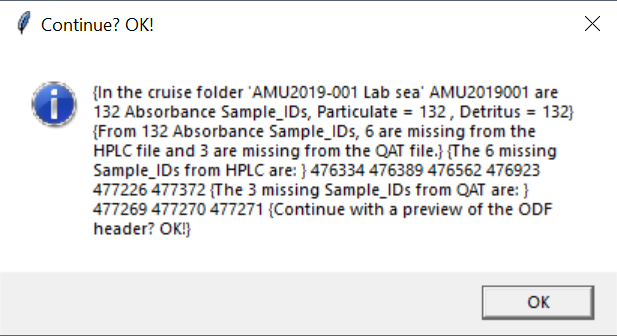 Continue? OK!
{In the cruise folder 'AMU2019-001 Lab sea' AMU2019001 are
132 Absorbance Sample_IDs, Particulate = 132 , Detritus = 132}
{From 132 Absorbance Sample_IDs, 6 are missing from the
HPLC file and 3 are missing from the QAT file.} {The 6 missing
Sample_IDs from HPLC are: } 476334 476389 476562 476923
477226 477372 {The 3 missing Sample_IDs from QAT are: }
477269 477270 477271 {Continue with a preview of the ODF
header? OK!}
OK